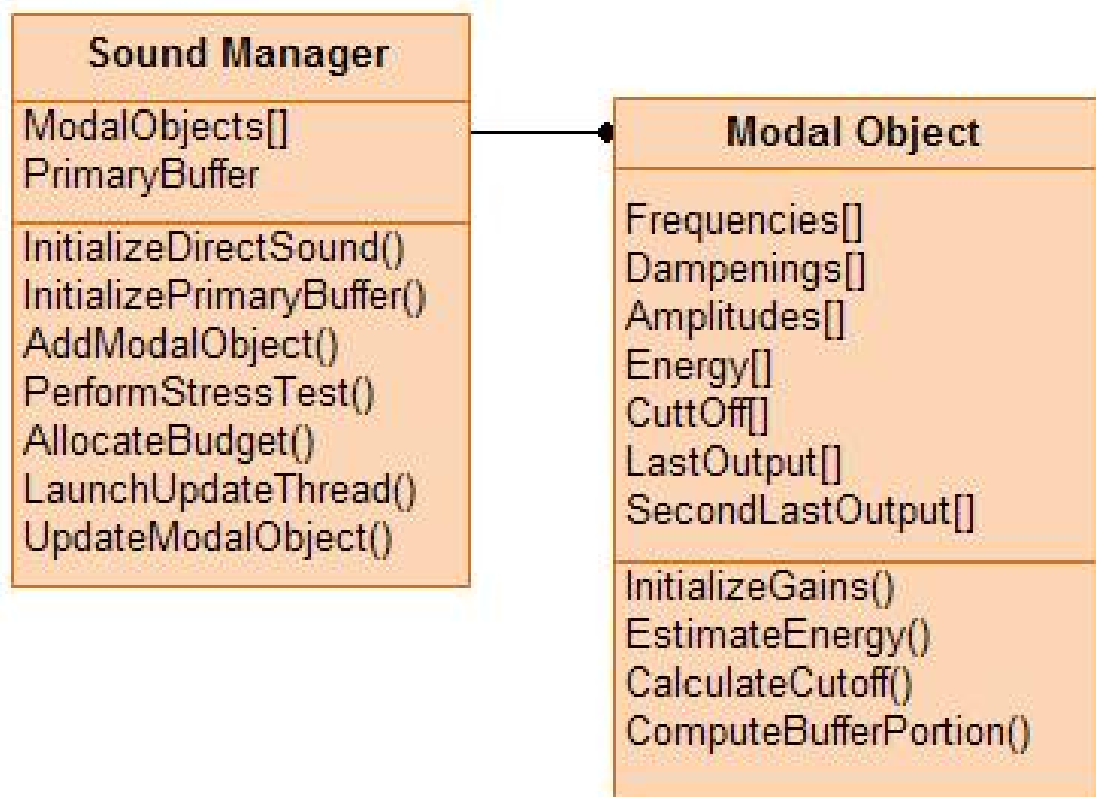 Sound Manager
ModalObjects[]
PrimaryBuffer
InitializeDirectSound()
InitializePrimaryBuffer()
AddModalObject()
PerformStressTest()
AllocateBudget()
LaunchUpdateThread()
UpdateModalObject()
Modal Object
Frequencies[]
Dampenings[]
Amplitudes[]
Energy[]
CuttOff[]
LastOutput[]
SecondLastOutput[]
InitializeGains()
EstimateEnergy()
CalculateCutoff()
ComputeBufferPortion()